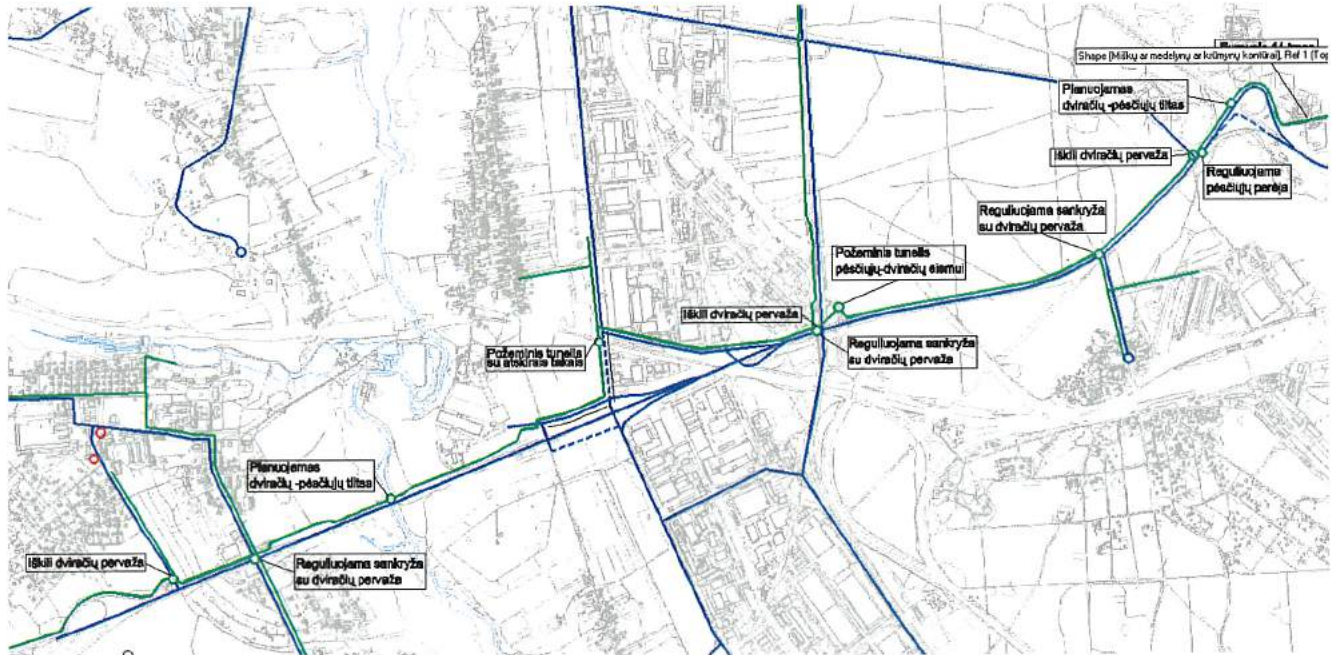 Shape [Miškų ar medelynų ar krūmynų kontūrai], Ref 1 (Top
Planuojamas
dviračių -pėsčiųjų tiltas
Iškili dviračių pervaža
Reguliuojama
pėsčiųjų perėja
Reguliuojama sankryža
su dviračių pervaža
Požeminis tunelis
pėsčiųjų-dviračių eismui
Iškili dviračių pervaža
Reguliuojama sankryža
su dviračių pervaža
Požeminis tunelis
su atskirais takais
Planuojamas
dviračių -pėsčiųjų tiltsa
Iškili dviračių pervaža
Reguliuojama sankryža
su dviračių pervaža